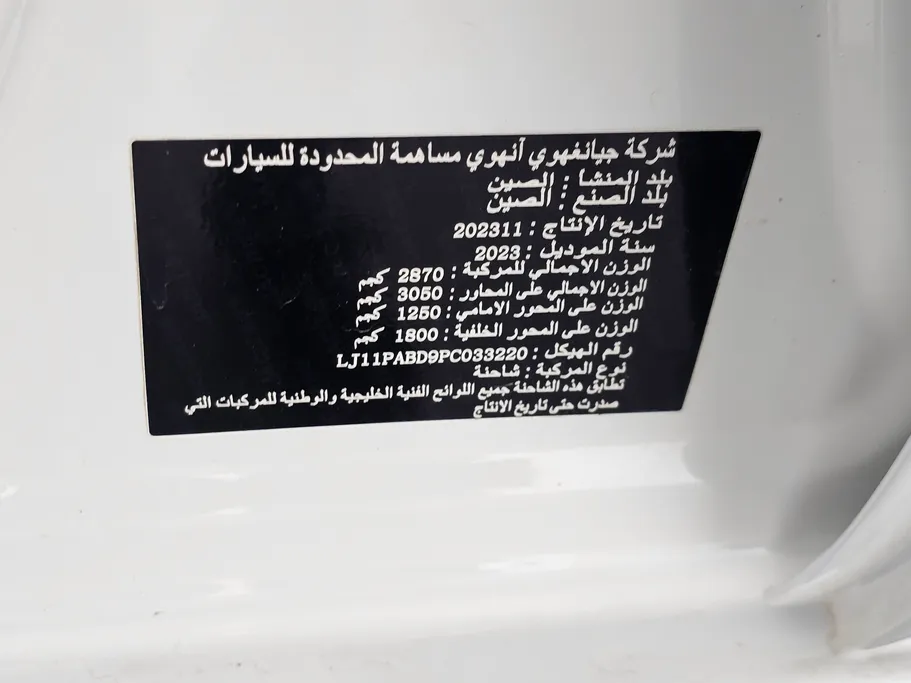 شركة جيانغهوي آنهوي مساهمة المحدودة للسيارات
بلد المنشا : الصين
بلد الصنع : الصين
تاريخ الإنتاج : 202311
سنة الموديل : 2023
الوزن الاجمالي للمركبة : 2870 كجم
الوزن الاجمالي على المحاور : 3050 كجم
الوزن على المحور الامامي : 1250 كجم
الوزن على المحور الخلفية : 1800 كجم
رقم الهيكل : LJ11PABD9PC033220
نوع المركبة : شاحنة
تطابق هذه الشاحنة جميع اللوائح الفنية الخليجية والوطنية للمركبات التي
صدرت حتى تاريخ الانتاج